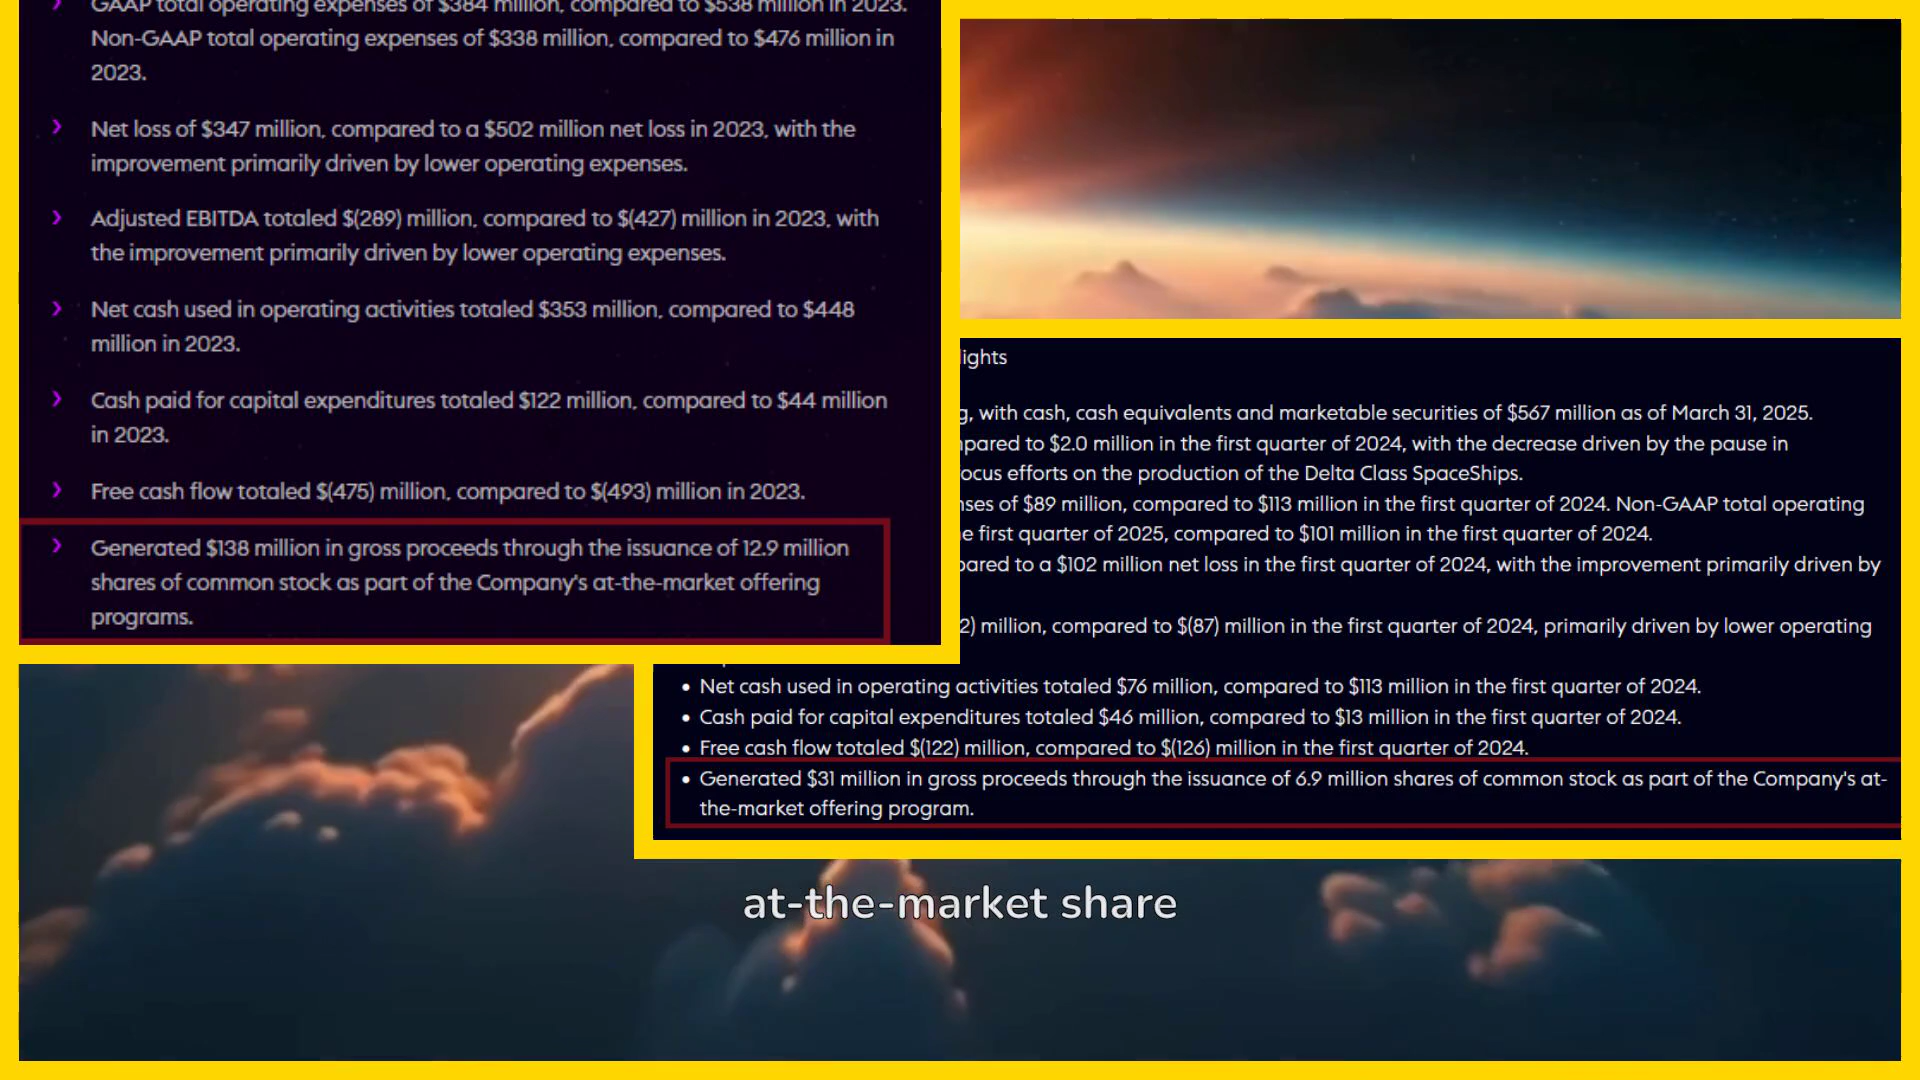 GAAP total operating expenses of $384 million, compared to $538 million in 2023.
Non-GAAP total operating expenses of $338 million, compared to $476 million in
2023.
Net loss of $347 million, compared to a $502 million net loss in 2023, with the
improvement primarily driven by lower operating expenses.
Adjusted EBITDA totaled $(289) million, compared to $(427) million in 2023, with
the improvement primarily driven by lower operating expenses.
Net cash used in operating activities totaled $353 million, compared to $448
million in 2023.
Cash paid for capital expenditures totaled $122 million, compared to $44 million
in 2023.
Free cash flow totaled $(475) million, compared to $(493) million in 2023.
Generated $138 million in gross proceeds through the issuance of 12.9 million
shares of common stock as part of the Company's at-the-market offering
programs.
lights
g, with cash, cash equivalents and marketable securities of $567 million as of March 31, 2025.
pared to $2.0 million in the first quarter of 2024, with the decrease driven by the pause in
ocus efforts on the production of the Delta Class SpaceShips.
nses of $89 million, compared to $113 million in the first quarter of 2024. Non-GAAP total operating
e first quarter of 2025, compared to $101 million in the first quarter of 2024.
pared to a $102 million net loss in the first quarter of 2024, with the improvement primarily driven by
2) million, compared to $(87) million in the first quarter of 2024, primarily driven by lower operating
• Net cash used in operating activities totaled $76 million, compared to $113 million in the first quarter of 2024.
• Cash paid for capital expenditures totaled $46 million, compared to $13 million in the first quarter of 2024.
• Free cash flow totaled $(122) million, compared to $(126) million in the first quarter of 2024.
• Generated $31 million in gross proceeds through the issuance of 6.9 million shares of common stock as part of the Company's at-
the-market offering program.
at-the-market share